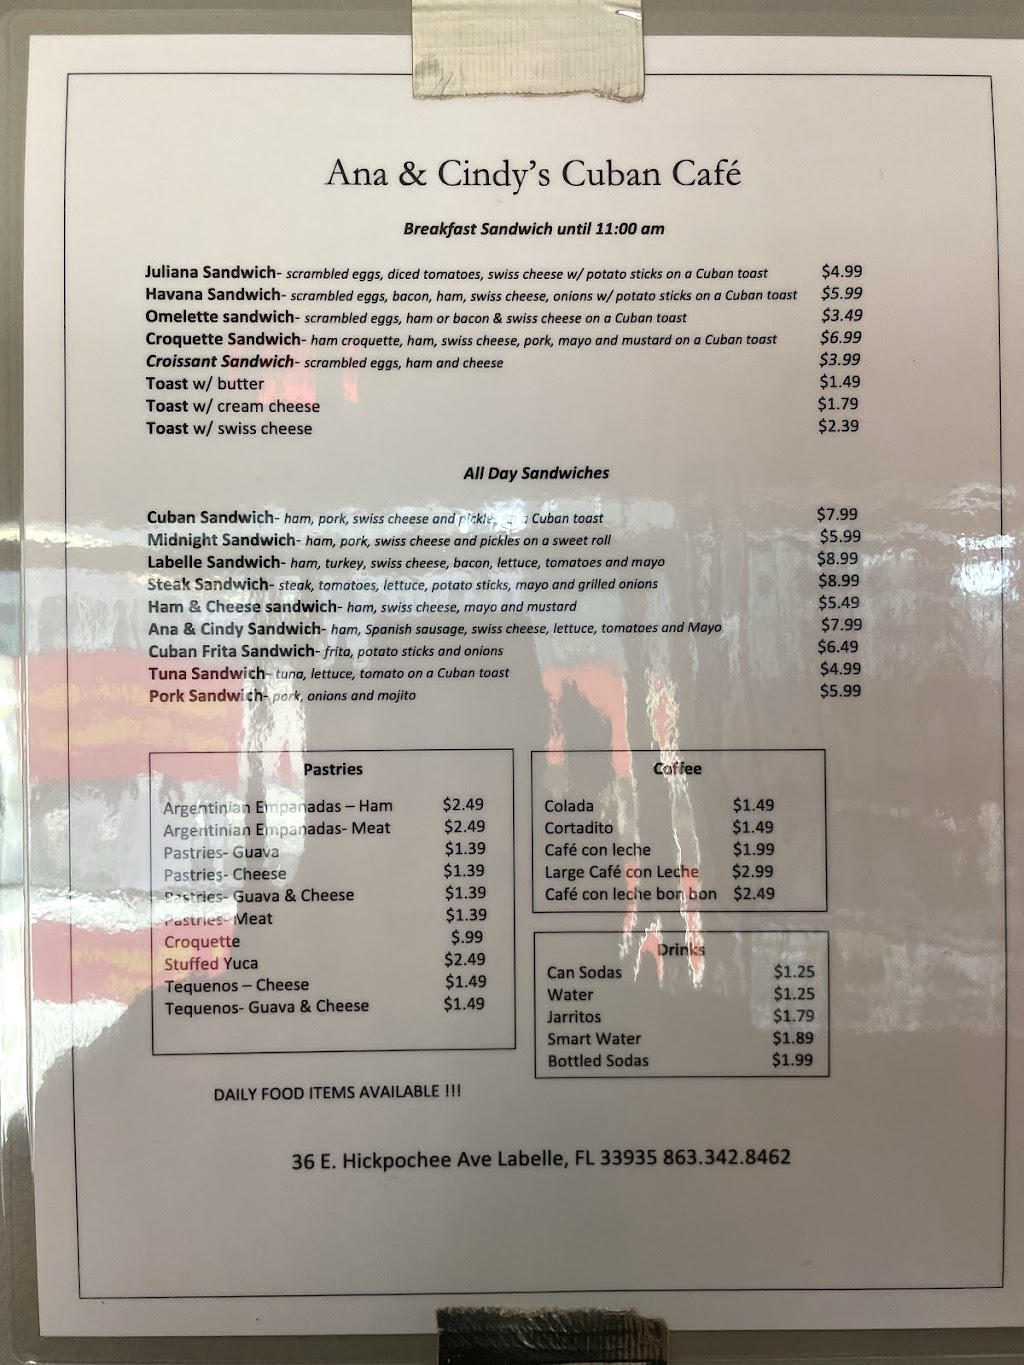 Ana & Cindy's Cuban Café
Breakfast Sandwich until 11:00 am
Juliana Sandwich- scrambled eggs, diced tomatoes, swiss cheese w/ potato sticks on a Cuban toast $4.99
Havana Sandwich- scrambled eggs, bacon, ham, swiss cheese, onions w/ potato sticks on a Cuban toast $5.99
Omelette sandwich- scrambled eggs, ham or bacon & swiss cheese on a Cuban toast $3.49
Croquette Sandwich- ham croquette, ham, swiss cheese, pork, mayo and mustard on a Cuban toast $6.99
Croissant Sandwich- scrambled eggs, ham and cheese $3.99
Toast w/ butter $1.49
Toast w/ cream cheese $1.79
Toast w/ swiss cheese $2.39
All Day Sandwiches
Cuban Sandwich- ham, pork, swiss cheese and pickles Cuban toast $7.99
Midnight Sandwich- ham, pork, swiss cheese and pickles on a sweet roll $5.99
Labelle Sandwich- ham, turkey, swiss cheese, bacon, lettuce, tomatoes and mayo $8.99
Steak Sandwich- steak, tomatoes, lettuce, potato sticks, mayo and grilled onions $8.99
Ham & Cheese sandwich- ham, swiss cheese, mayo and mustard $5.49
Ana & Cindy Sandwich- ham, Spanish sausage, swiss cheese, lettuce, tomatoes and Mayo $7.99
Cuban Frita Sandwich- frita, potato sticks and onions $6.49
Tuna Sandwich- tuna, lettuce, tomato on a Cuban toast $4.99
Pork Sandwich- pork, onions and mojito $5.99
Pastries
Argentinian Empanadas – Ham $2.49
Argentinian Empanadas- Meat $2.49
Pastries- Guava $1.39
Pastries- Cheese $1.39
Pastries- Guava & Cheese $1.39
Pastries- Meat $1.39
Croquette $.99
Stuffed Yuca $2.49
Tequenos – Cheese $1.49
Tequenos- Guava & Cheese $1.49
Coffee
Colada $1.49
Cortadito $1.49
Café con leche $1.99
Large Café con Leche $2.99
Café con leche bon bon $2.49
Drinks
Can Sodas $1.25
Water $1.25
Jarritos $1.79
Smart Water $1.89
Bottled Sodas $1.99
DAILY FOOD ITEMS AVAILABLE !!!
36 E. Hickpochee Ave Labelle, FL 33935 863.342.8462